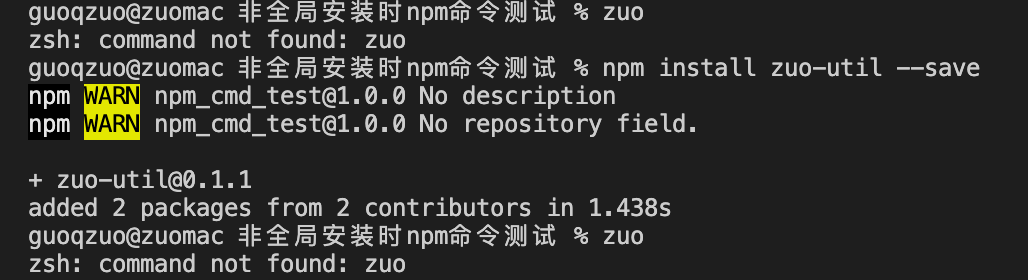 guoqzuo@zuomac 非全局安装时npm命令测试 % zuo
zsh: command not found: zuo
guoqzuo@zuomac 非全局安装时npm命令测试 % npm install zuo-util --save
npm WARN npm_cmd_test@1.0.0 No description
npm WARN npm_cmd_test@1.0.0 No repository field.
+ zuo-util@0.1.1
added 2 packages from 2 contributors in 1.438s
guoqzuo@zuomac 非全局安装时npm命令测试 % zuo
zsh: command not found: zuo